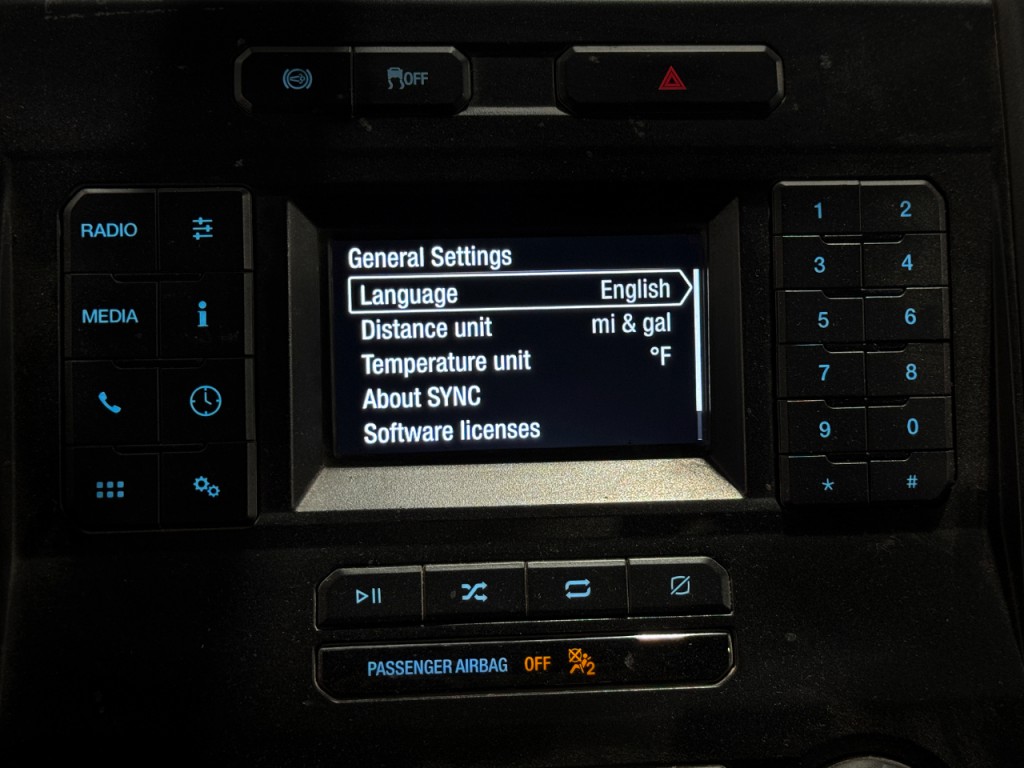 OFF
RADIO
MEDIA
General Settings
Language English
Distance unit mi & gal
Temperature unit °F
About SYNC
Software licenses
1 2
3 4
5 6
7 8
9 0
* #
PASSENGER AIRBAG OFF 2